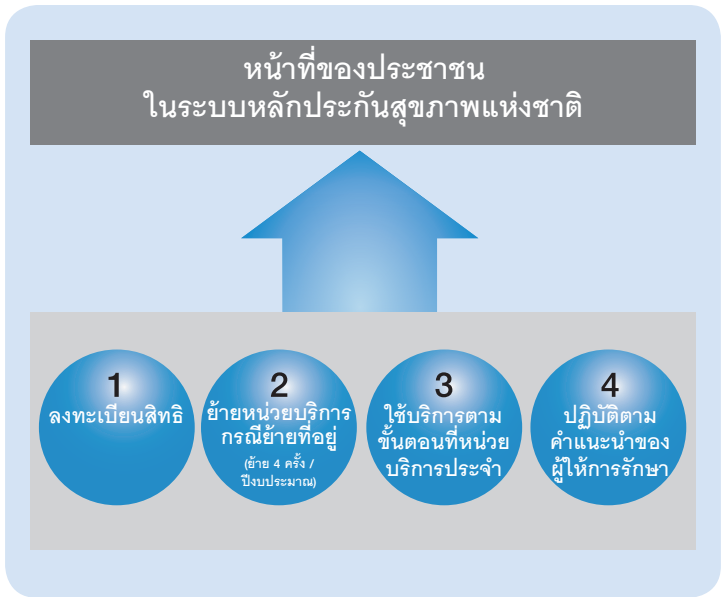 หน้าที่ของประชาชน
ในระบบหลักประกันสุขภาพแห่งชาติ
1
ลงทะเบียนสิทธิ
2
ย้ายหน่วยบริการ
กรณีย้ายที่อยู่
(ย้าย 4 ครั้ง /
ปีงบประมาณ)
3
ใช้บริการตาม
ขั้นตอนที่หน่วย
บริการประจำ
4
ปฏิบัติตาม
คำแนะนำของ
ผู้ให้การรักษา